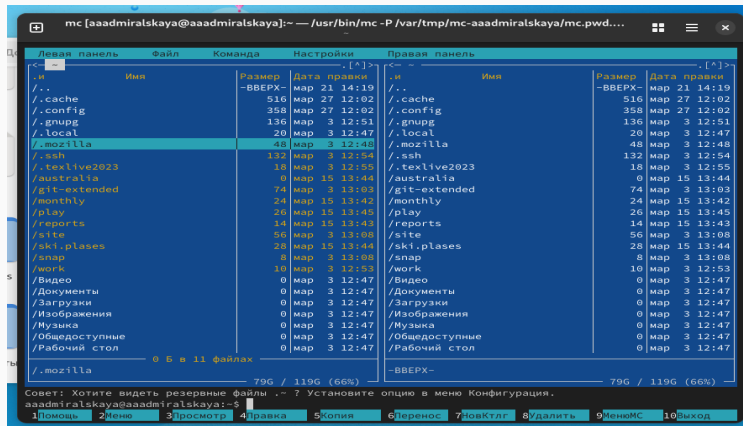 mc [aaadmiralskaya@aaadmiralskaya]:~ — /usr/bin/mc -P /var/tmp/mc-aaadmiralskaya/mc.pwd....
Левая панель Файл Команда Настройки Правая панель
<— ~ .[^]> <— ~ .[^]>
.и Имя Размер Дата правки .и Имя Размер Дата правки
/.. -ВВЕРХ- мар 21 14:19 /.. -ВВЕРХ- мар 21 14:19
/.cache 516 мар 27 12:02 /.cache 516 мар 27 12:02
/.config 358 мар 27 12:02 /.config 358 мар 27 12:02
/.gnupg 136 мар 3 12:51 /.gnupg 136 мар 3 12:51
/.local 20 мар 3 12:47 /.local 20 мар 3 12:47
/.mozilla 48 мар 3 12:48 /.mozilla 48 мар 3 12:48
/.ssh 132 мар 3 12:54 /.ssh 132 мар 3 12:54
/.texlive2023 18 мар 3 12:55 /.texlive2023 18 мар 3 12:55
/australia 0 мар 15 13:44 /australia 0 мар 15 13:44
/git-extended 74 мар 3 13:03 /git-extended 74 мар 3 13:03
/monthly 24 мар 15 13:42 /monthly 24 мар 15 13:42
/play 26 мар 15 13:45 /play 26 мар 15 13:45
/reports 14 мар 15 13:43 /reports 14 мар 15 13:43
/site 56 мар 3 13:08 /site 56 мар 3 13:08
/ski.plases 28 мар 15 13:44 /ski.plases 28 мар 15 13:44
/snap 8 мар 3 13:08 /snap 8 мар 3 13:08
/work 10 мар 3 12:53 /work 10 мар 3 12:53
/Видео 0 мар 3 12:47 /Видео 0 мар 3 12:47
/Документы 0 мар 3 12:47 /Документы 0 мар 3 12:47
/Загрузки 0 мар 3 12:47 /Загрузки 0 мар 3 12:47
/Изображения 0 мар 3 12:47 /Изображения 0 мар 3 12:47
/Музыка 0 мар 3 12:47 /Музыка 0 мар 3 12:47
/Общедоступные 0 мар 3 12:47 /Общедоступные 0 мар 3 12:47
/Рабочий стол 0 мар 3 12:47 /Рабочий стол 0 мар 3 12:47
0 Б в 11 файлах
/.mozilla -ВВЕРХ-
79G / 119G (66%) 79G / 119G (66%)
Совет: Хотите видеть резервные файлы .~ ? Установите опцию в меню Конфигурация.
aaadmiralskaya@aaadmiralskaya:~$
1Помощь 2Меню 3Просмотр 4Правка 5Копия 6Перенос 7НовКтлг 8Удалить 9МенюМС 10Выход